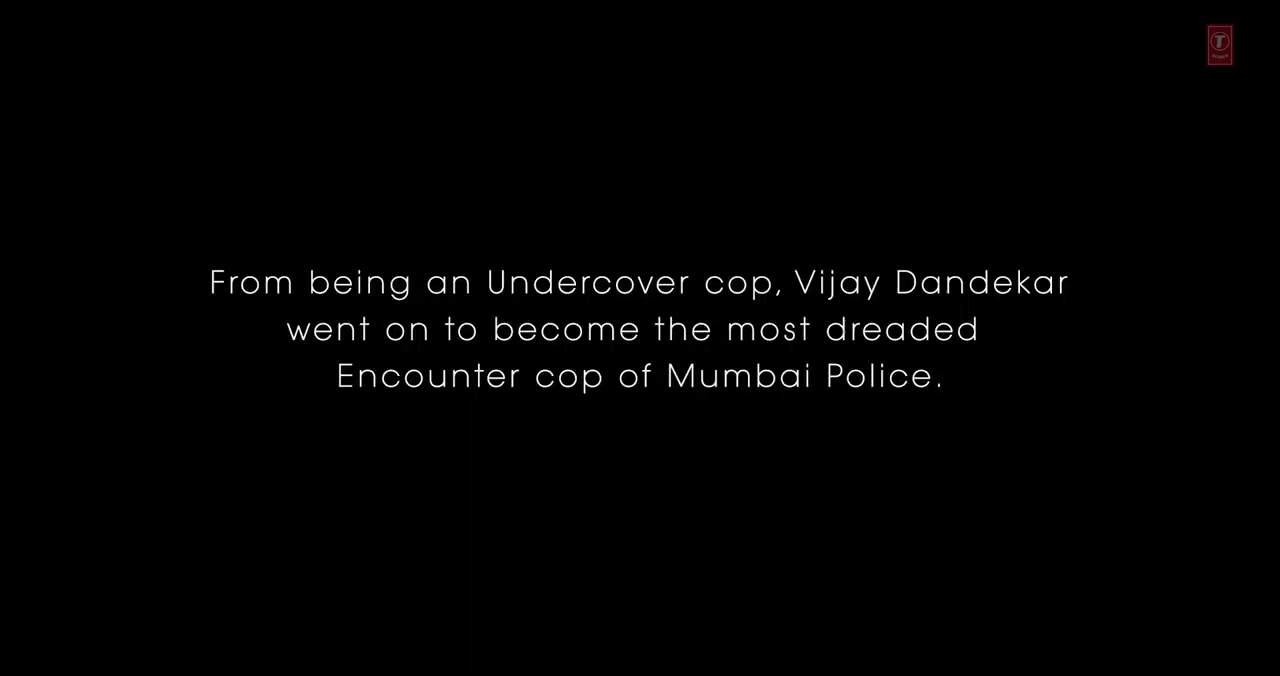 From being an Undercover cop, Vijay Dandekar
went on to become the most dreaded
Encounter cop of Mumbai Police.
T